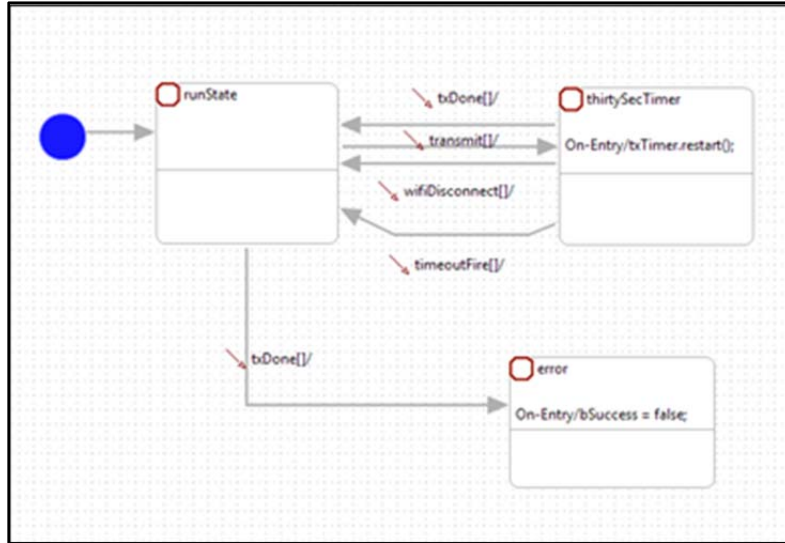 runState
txDone[]/
thirtySecTimer
transmit[]/
On-Entry/txTimer.restart();
wifiDisconnect[]/
timeoutFire[]/
txDone[]/
error
On-Entry/bSuccess = false;